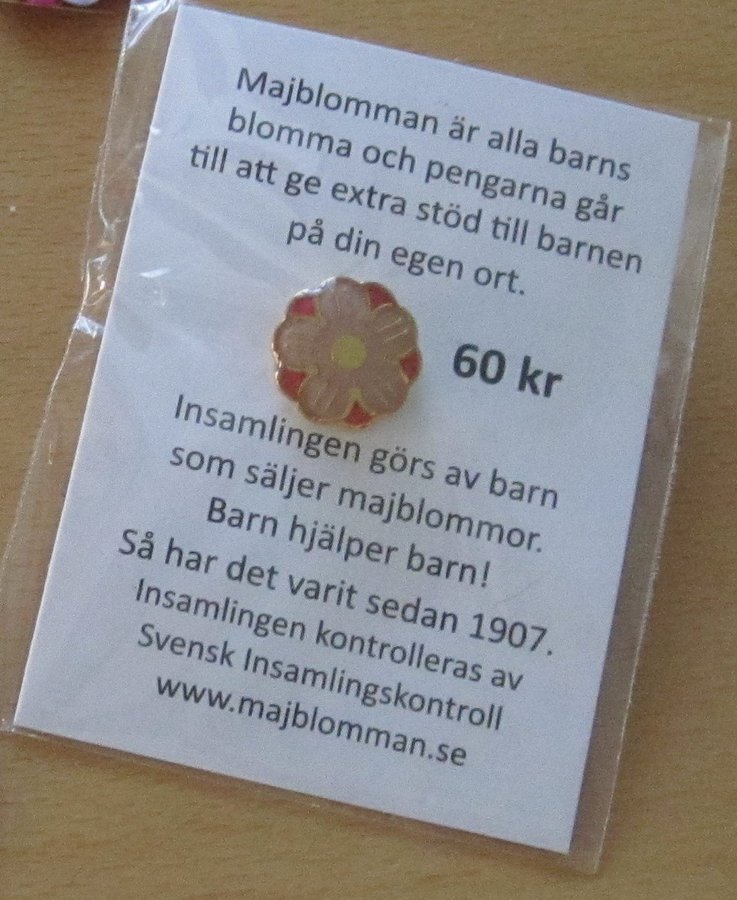 Majblomman är alla barns
blomma och pengarna går
till att ge extra stöd till barnen
på din egen ort.
60 kr
Insamlingen görs av barn
som säljer majblommor.
Barn hjälper barn!
Så har det varit sedan 1907.
Insamlingen kontrolleras av
Svensk Insamlingskontroll
www.majblomman.se